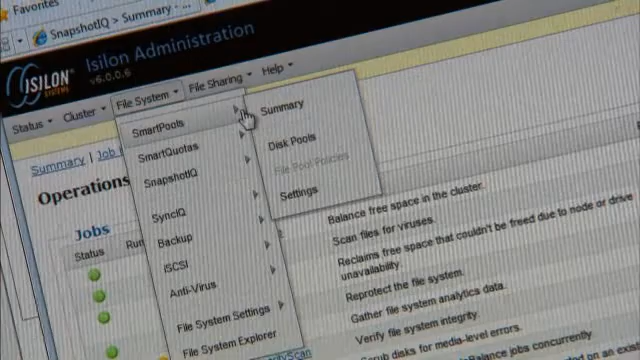 Favorites
SnapshotIQ > Summary - ...
ISILON
SYSTEMS
Isilon Administration
v6.0.0.6
Status
Cluster
File System
File Sharing
Help
SmartPools
SmartQuotas
SnapshotIQ
SyncIQ
Backup
iSCSI
Anti-Virus
File System Settings
File System Explorer
Summary
Disk Pools
File Pool Policies
Settings
Summary
Job
Operations
Jobs
Status
Run
Balance free space in the cluster.
Scan files for viruses.
Reclaims free space that couldn't be freed due to node or drive
unavailability.
Reprotect the file system.
Gather file system analytics data.
Verify file system integrity.
Scrub disks for media-level errors.
Balance jobs concurrently.